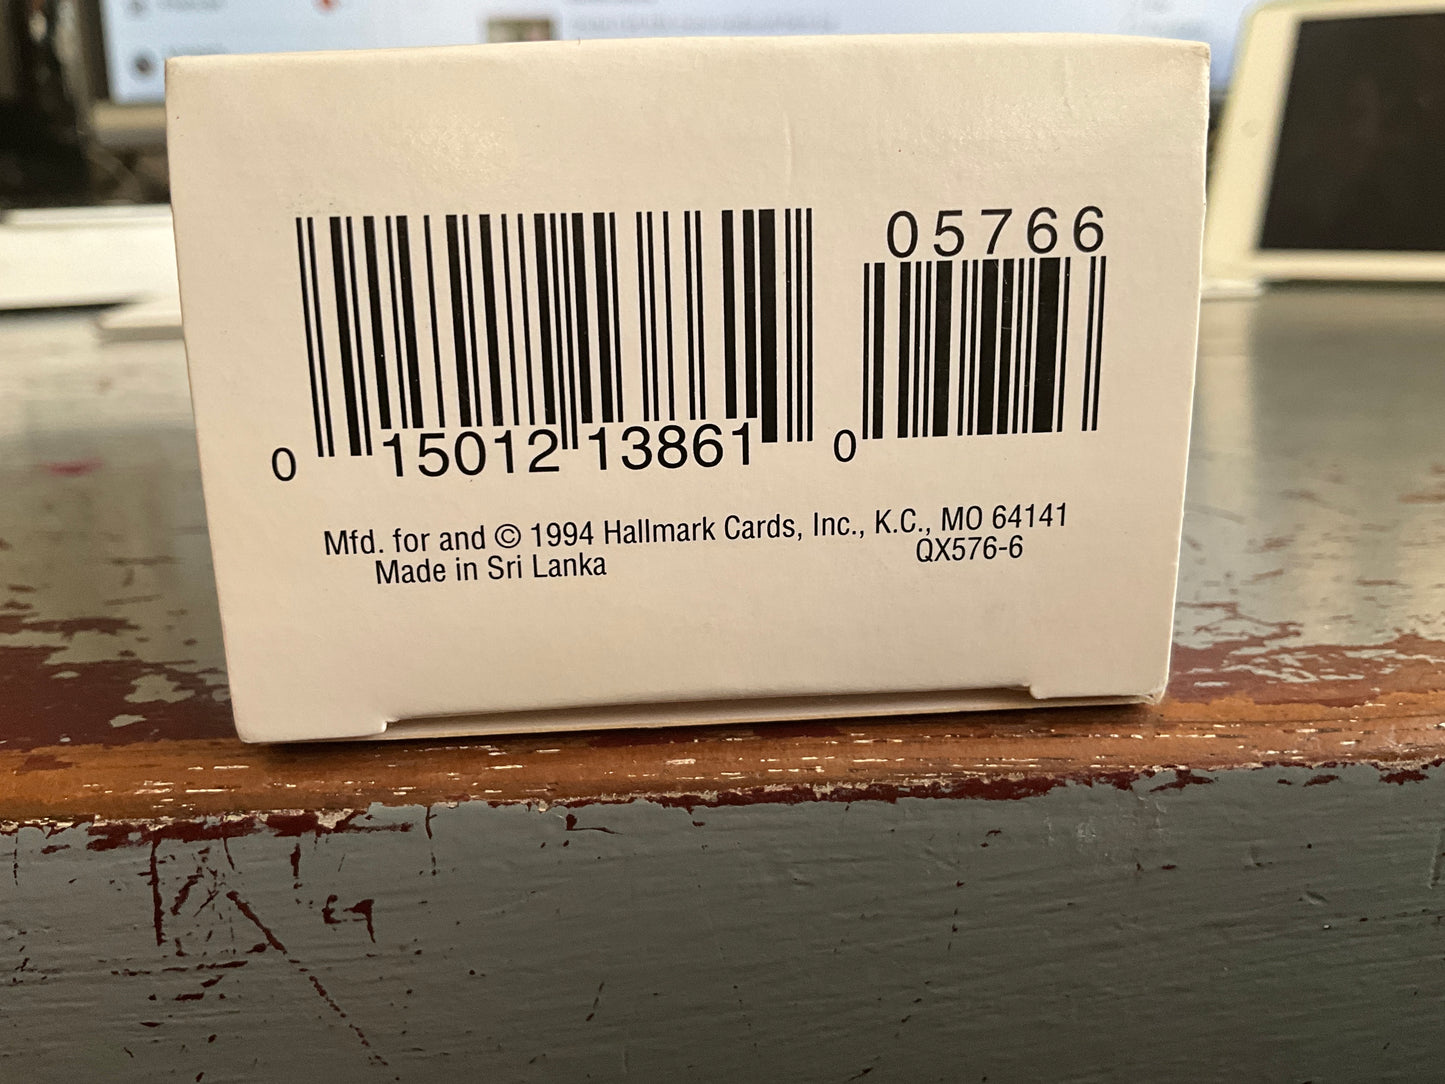 05766
0 15012 13861 0
Mfd. for and © 1994 Hallmark Cards, Inc., K.C., MO 64141
Made in Sri Lanka QX576-6